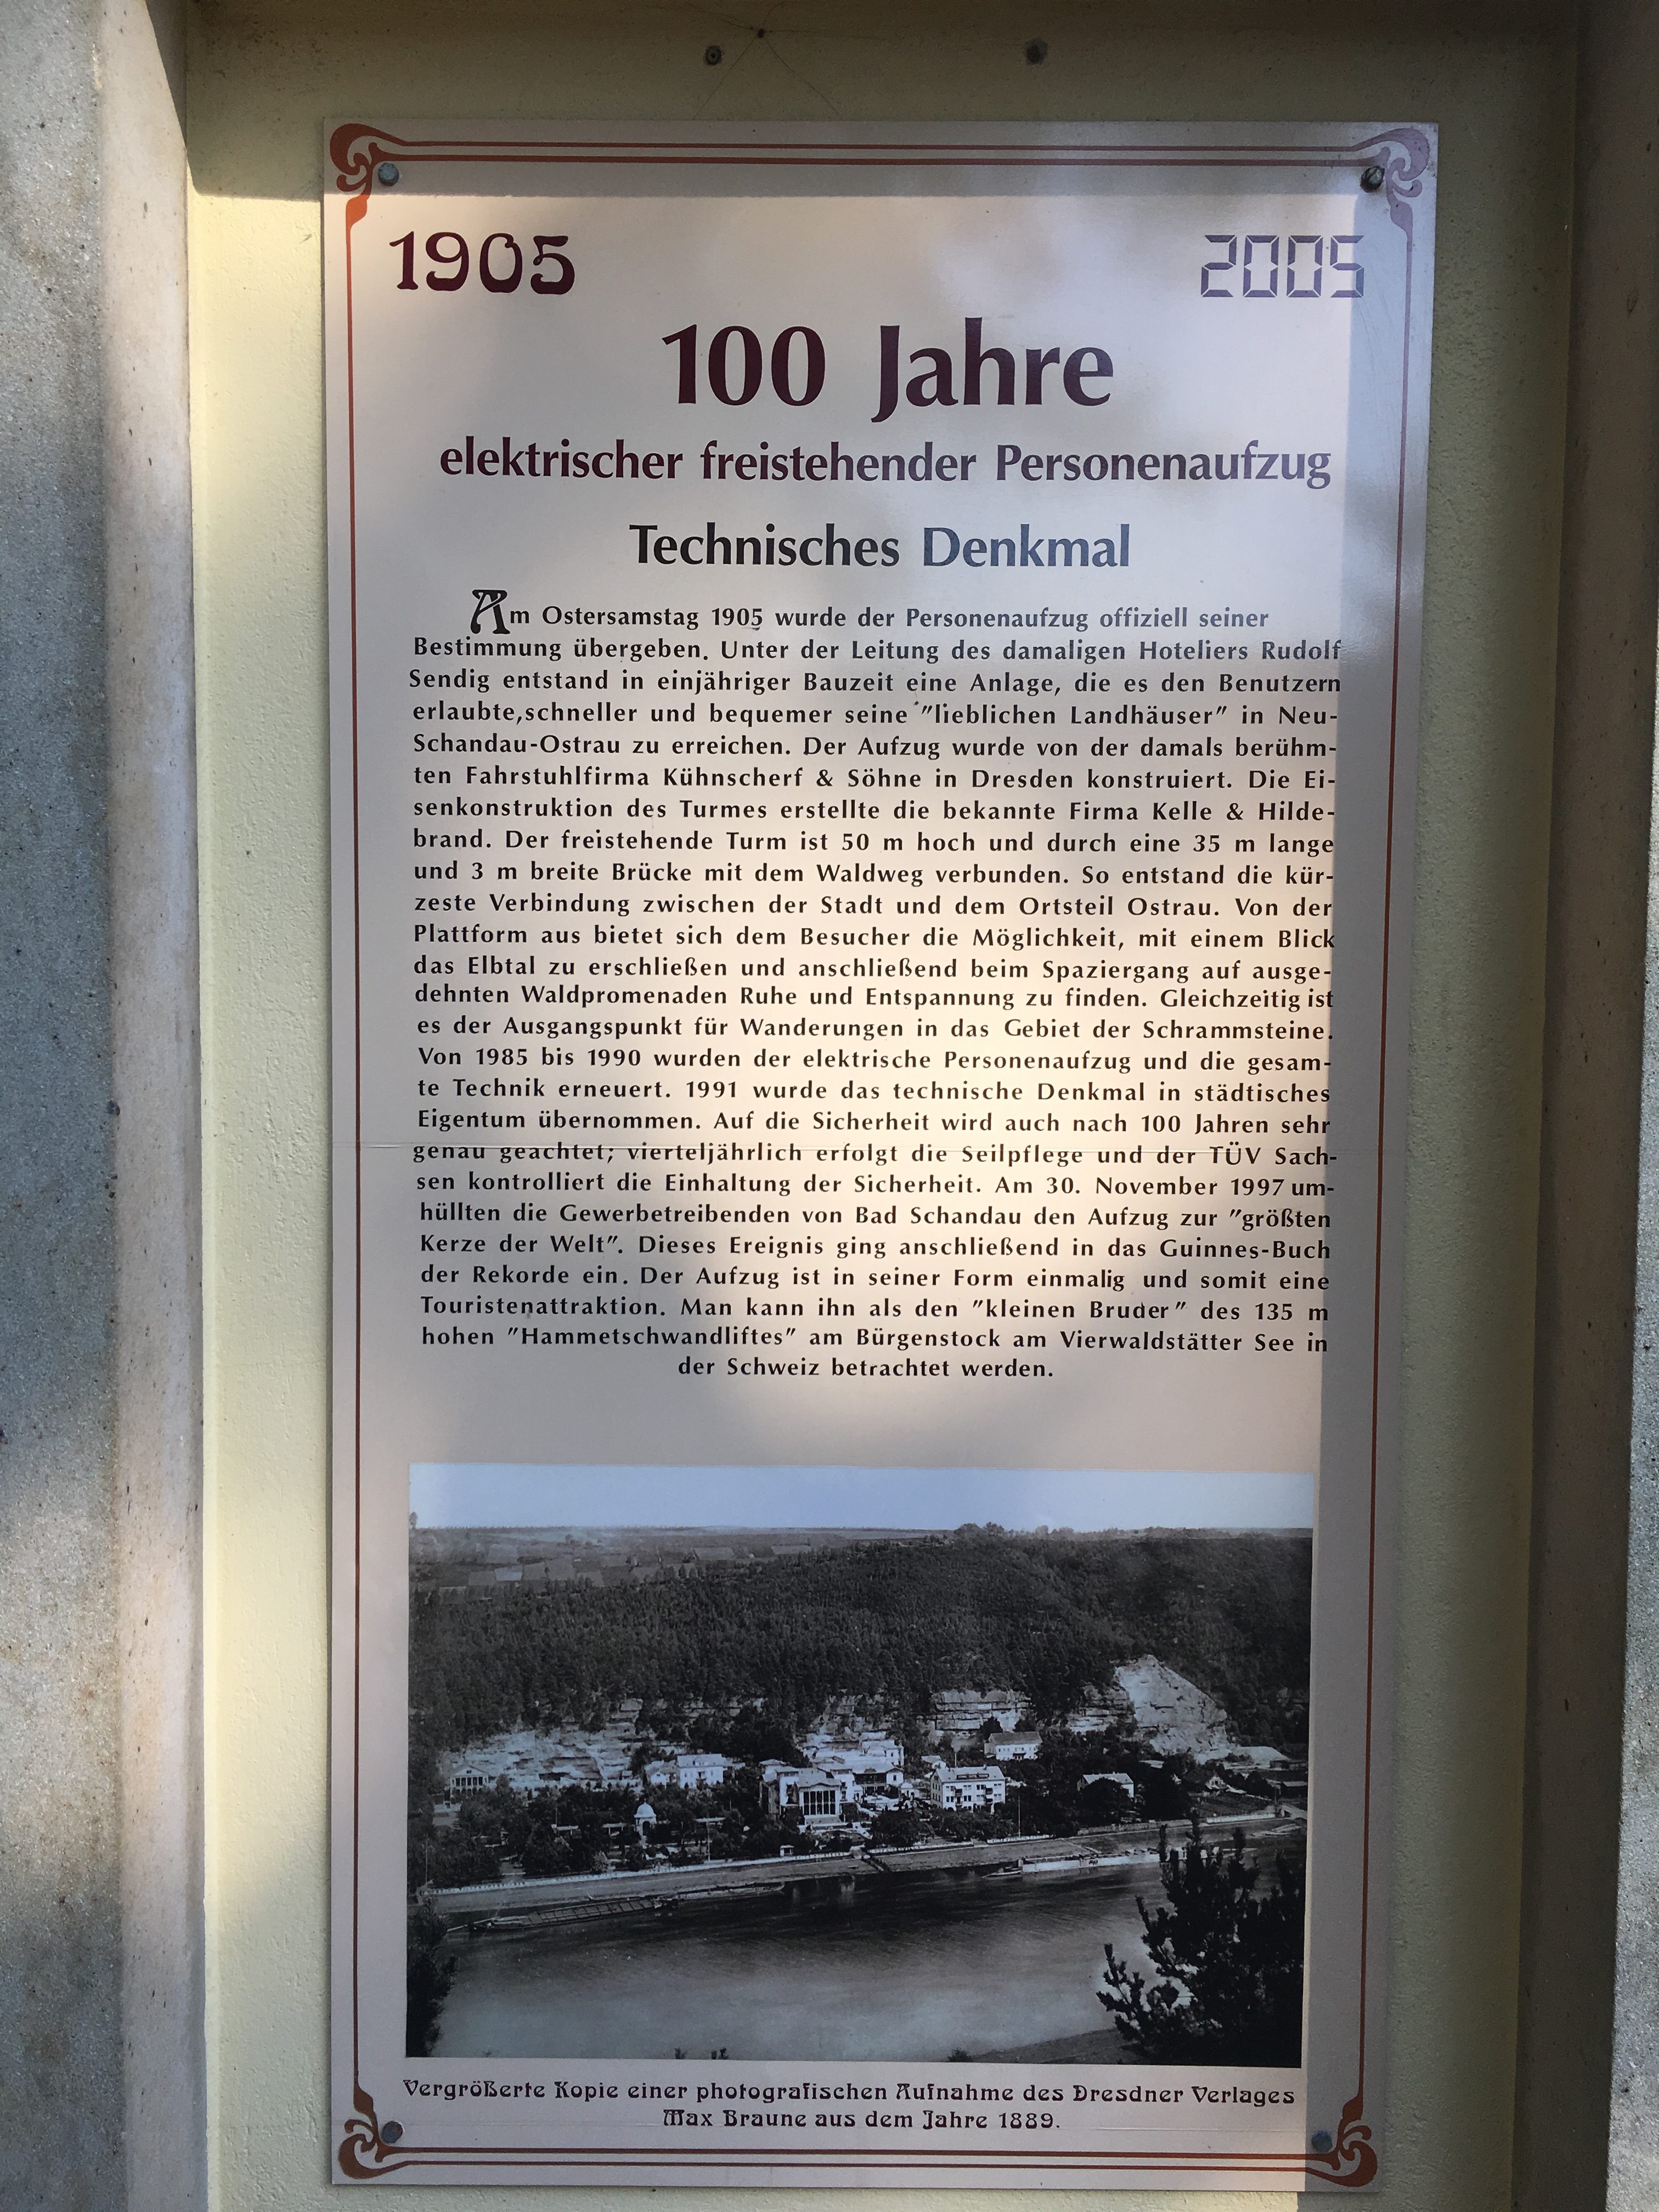 1905 2005
100 Jahre
elektrischer freistehender Personenaufzug
Technisches Denkmal
Am Ostersamstag 1905 wurde der Personenaufzug offiziell seiner
Bestimmung übergeben. Unter der Leitung des damaligen Hoteliers Rudolf
Sendig entstand in einjähriger Bauzeit eine Anlage, die es den Benutzern
erlaubte,schneller und bequemer seine "lieblichen Landhäuser" in Neu-
Schandau-Ostrau zu erreichen. Der Aufzug wurde von der damals berühm-
ten Fahrstuhlfirma Kühnscherf & Söhne in Dresden konstruiert. Die Ei-
senkonstruktion des Turmes erstellte die bekannte Firma Kelle & Hilde-
brand. Der freistehende Turm ist 50 m hoch und durch eine 35 m lange
und 3 m breite Brücke mit dem Waldweg verbunden. So entstand die kür-
zeste Verbindung zwischen der Stadt und dem Ortsteil Ostrau. Von der
Plattform aus bietet sich dem Besucher die Möglichkeit, mit einem Blick
das Elbtal zu erschließen und anschließend beim Spaziergang auf ausge-
dehnten Waldpromenaden Ruhe und Entspannung zu finden. Gleichzeitig ist
es der Ausgangspunkt für Wanderungen in das Gebiet der Schrammsteine.
Von 1985 bis 1990 wurden der elektrische Personenaufzug und die gesam-
te Technik erneuert. 1991 wurde das technische Denkmal in städtisches
Eigentum übernommen. Auf die Sicherheit wird auch nach 100 Jahren sehr
genau geachtet; vierteljährlich erfolgt die Seilpflege und der TÜV Sach-
sen kontrolliert die Einhaltung der Sicherheit. Am 30. November 1997 um-
hüllten die Gewerbetreibenden von Bad Schandau den Aufzug zur "größten
Kerze der Welt". Dieses Ereignis ging anschließend in das Guinnes-Buch
der Rekorde ein. Der Aufzug ist in seiner Form einmalig und somit eine
Touristenattraktion. Man kann ihn als den "kleinen Bruder" des 135 m
hohen "Hammetschwandliftes" am Bürgenstock am Vierwaldstätter See in
der Schweiz betrachtet werden.
Vergrößerte Kopie einer photografischen Aufnahme des Dresdner Verlages
Max Braune aus dem Jahre 1889.